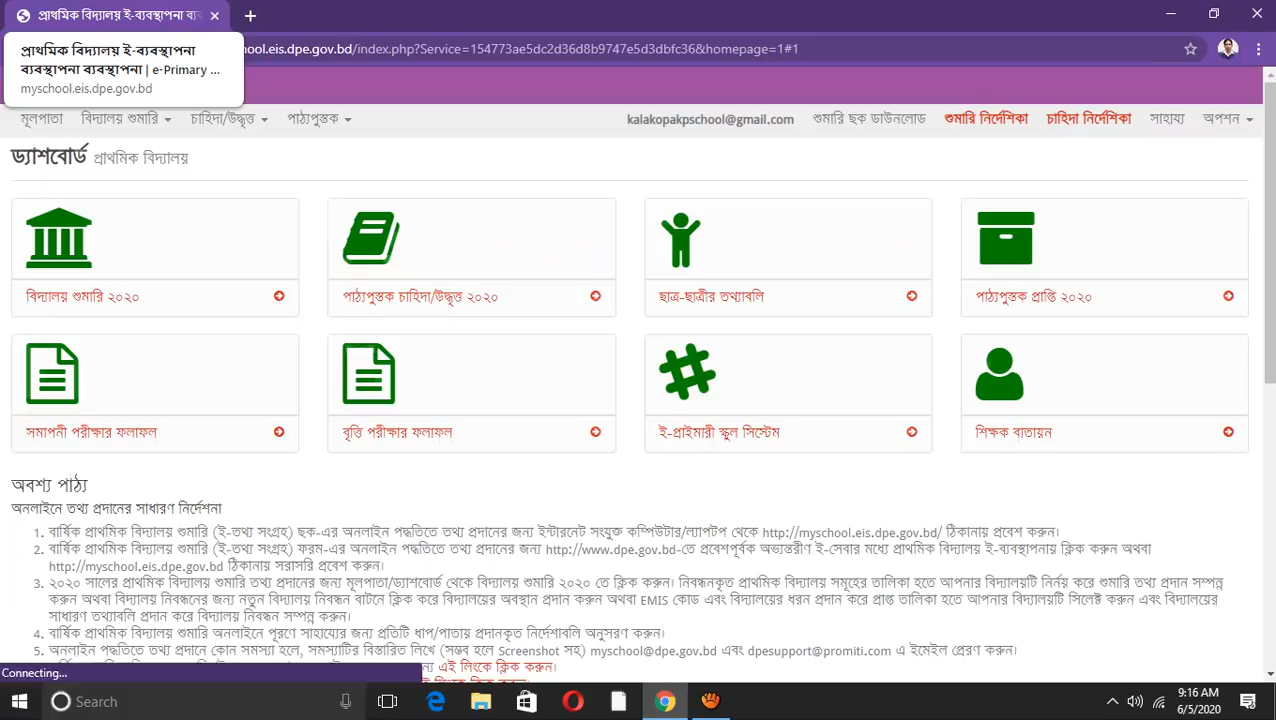 প্রাথমিক বিদ্যালয় ই-ব্যবস্থাপনা ব্যব
hool.eis.dpe.gov.bd/index.php?Service=154773ae5dc2d36d8b9747e5d3dbfc36&homepage=1#1
প্রাথমিক বিদ্যালয় ই-ব্যবস্থাপনা
ব্যবস্থাপনা ব্যবস্থাপনা | e-Primary ...
myschool.eis.dpe.gov.bd
মূলপাতা বিদ্যালয় শুমারি চাহিদা/উদ্ধৃত্ত পাঠ্যপুস্তক kalakopakpschool@gmail.com শুমারি ছক ডাউনলোড শুমারি নির্দেশিকা চাহিদা নির্দেশিকা সাহায্য অপশন
ড্যাশবোর্ড প্রাথমিক বিদ্যালয়
বিদ্যালয় শুমারি ২০২০ পাঠ্যপুস্তক চাহিদা/উদ্ধৃত্ত ২০২০ ছাত্র-ছাত্রীর তথ্যাবলি পাঠ্যপুস্তক প্রাপ্তি ২০২০
সমাপনী পরীক্ষার ফলাফল বৃত্তি পরীক্ষার ফলাফল ই-প্রাইমারী স্কুল সিস্টেম শিক্ষক বাতায়ন
অবশ্য পাঠ্য
অনলাইনে তথ্য প্রদানের সাধারণ নির্দেশনা
1. বার্ষিক প্রাথমিক বিদ্যালয় শুমারি (ই-তথ্য সংগ্রহ) ছক-এর অনলাইন পদ্ধতিতে তথ্য প্রদানের জন্য ইন্টারনেট সংযুক্ত কম্পিউটার/ল্যাপটপ থেকে http://myschool.eis.dpe.gov.bd/ ঠিকানায় প্রবেশ করুন।
2. বার্ষিক প্রাথমিক বিদ্যালয় শুমারি (ই-তথ্য সংগ্রহ) ফরম-এর অনলাইন পদ্ধতিতে তথ্য প্রদানের জন্য http://www.dpe.gov.bd-তে প্রবেশপূর্বক অভ্যন্তরীণ ই-সেবার মধ্যে প্রাথমিক বিদ্যালয় ই-ব্যবস্থাপনায় ক্লিক করুন অথবা
http://myschool.eis.dpe.gov.bd ঠিকানায় সরাসরি প্রবেশ করুন।
3. ২০২০ সালের প্রাথমিক বিদ্যালয় শুমারি তথ্য প্রদানের জন্য মূলপাতা/ড্যাশবোর্ড থেকে বিদ্যালয় শুমারি ২০২০ তে ক্লিক করুন। নিবন্ধনকৃত প্রাথমিক বিদ্যালয় সমূহের তালিকা হতে আপনার বিদ্যালয়টি নির্নয় করে শুমারি তথ্য প্রদান সম্পন্ন
করুন অথবা বিদ্যালয় নিবন্ধনের জন্য নতুন বিদ্যালয় নিবন্ধন বাটনে ক্লিক করে বিদ্যালয়ের অবস্থান প্রদান করুন অথবা EMIS কোড এবং বিদ্যালয়ের ধরন প্রদান করে প্রাপ্ত তালিকা হতে আপনার বিদ্যালয়টি সিলেক্ট করুন এবং বিদ্যালয়ের
সাধারণ তথ্যাবলি প্রদান করে বিদ্যালয় নিবন্ধন সম্পন্ন করুন।
4. বার্ষিক প্রাথমিক বিদ্যালয় শুমারি অনলাইনে পূরণে সাহায্যের জন্য প্রতিটি ধাপ/পাতায় প্রদানকৃত নির্দেশাবলি অনুসরণ করুন।
5. অনলাইন পদ্ধতিতে তথ্য প্রদানে কোন সমস্যা হলে, সমস্যাটির বিস্তারিত লিখে (সম্ভব হলে Screenshot সহ) myschool@dpe.gov.bd এবং dpesupport@promiti.com এ ইমেইল প্রেরণ করুন।
ন্য এই লিংকে ক্লিক করুন।
Connecting...
Search
9:16 AM
6/5/2020